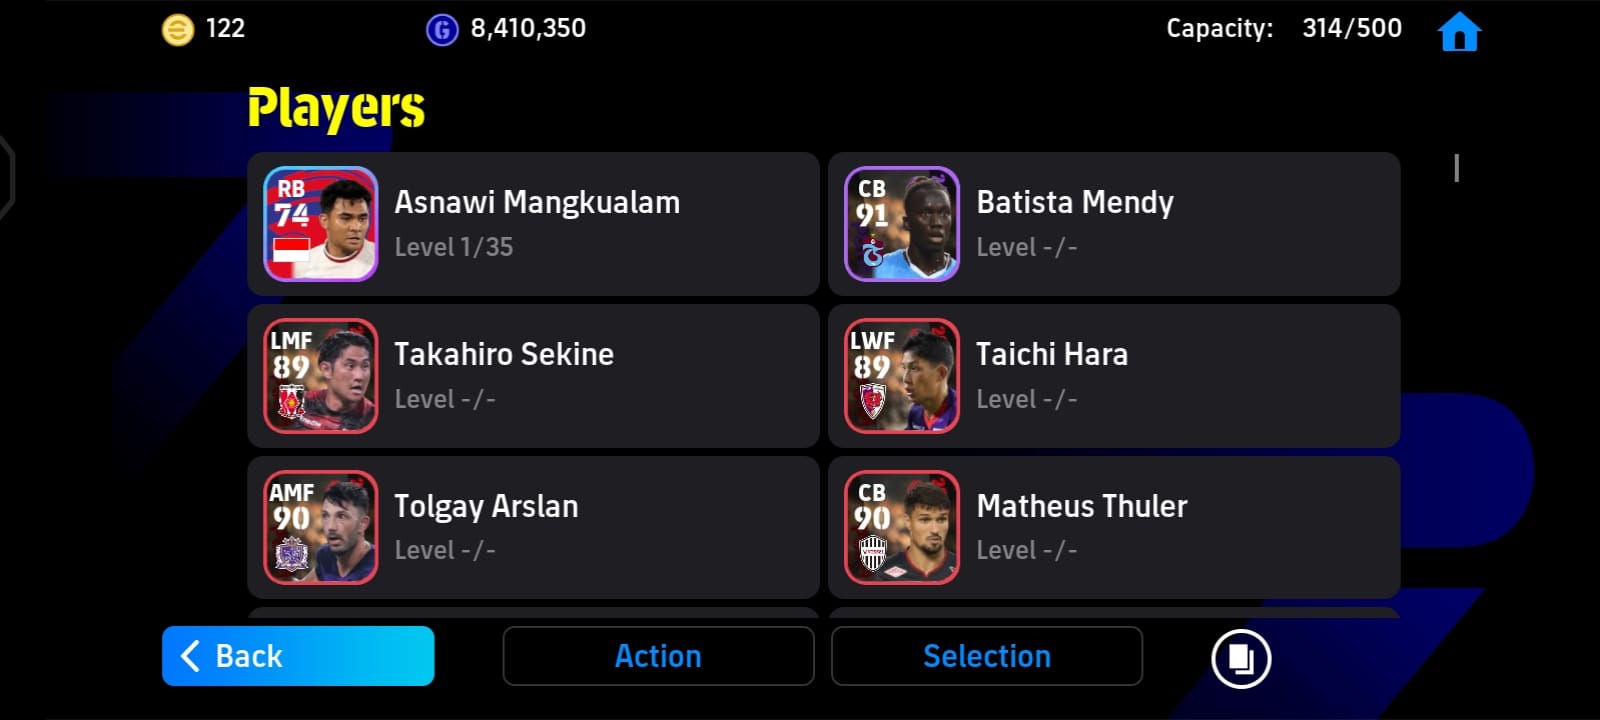 122
8,410,350
Capacity: 314/500
Players
RB
74
Asnawi Mangkualam
Level 1/35
CB
91
Batista Mendy
Level -/-
LMF
89
Takahiro Sekine
Level -/-
LWF
89
Taichi Hara
Level -/-
AMF
90
Tolgay Arslan
Level -/-
CB
90
Matheus Thuler
Level -/-
Back
Action
Selection